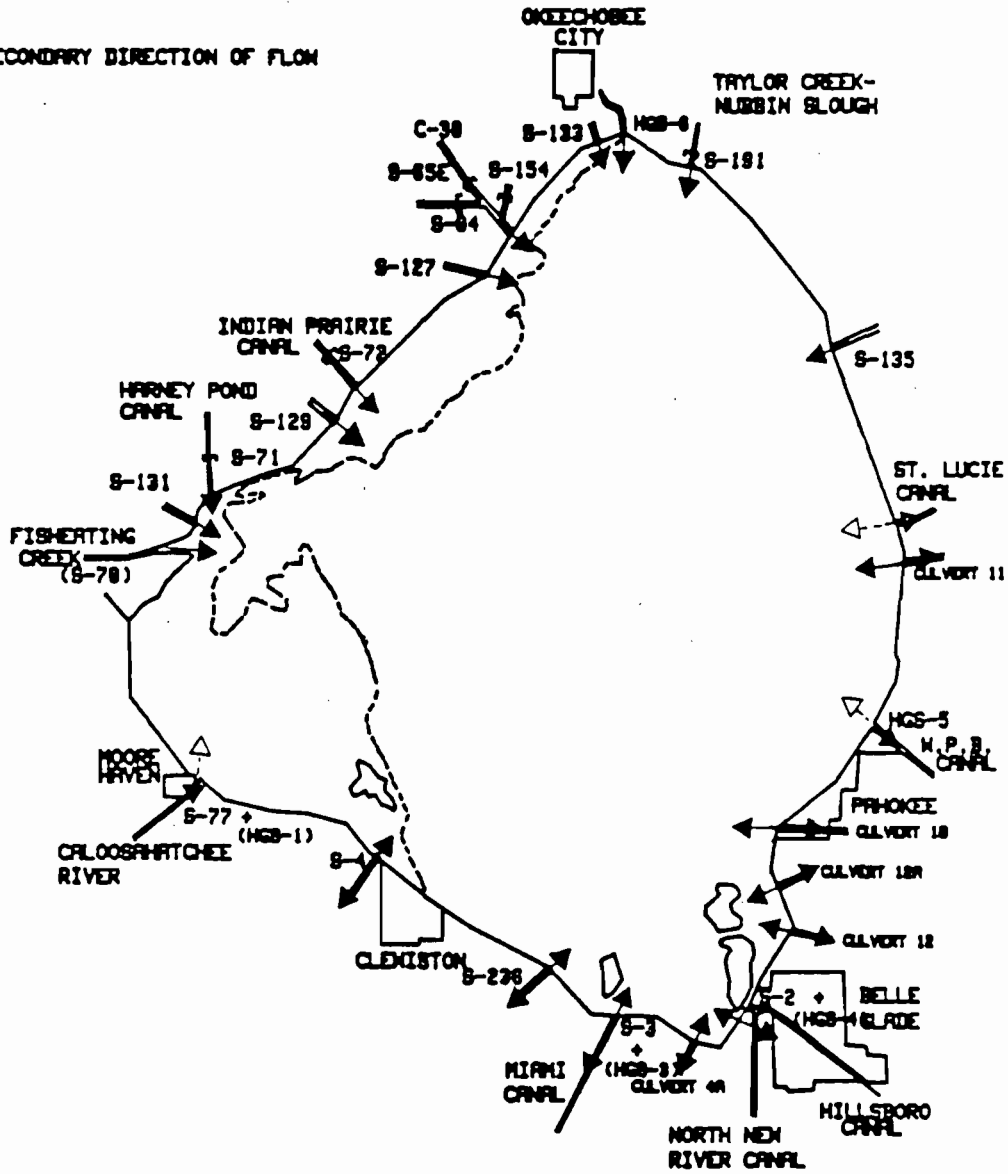 OKEECHOBEE
CITY
SECONDARY DIRECTION OF FLOW
TAYLOR CREEK-
NUBBIN SLOUGH
C-38
S-133
HGS-6
S-65E
S-154
S-191
S-84
S-127
INDIAN PRAIRIE
CANAL
S-72
S-135
HARNEY POND
CANAL
S-129
S-71
S-131
ST. LUCIE
CANAL
FISHEATING
CREEK
(S-78)
CULVERT 11
HGS-5
W.P.B.
CANAL
MOORE
HAVEN
PAHOKEE
S-77 +
(HGS-1)
CULVERT 10
CALOOSAHATCHEE
RIVER
S-4
CULVERT 12A
CULVERT 12
CLEWISTON
S-236
S-2 +
(HGS-4)
BELLE
GLADE
S-3
+
(HGS-3)
MIAMI
CANAL
CULVERT 4A
HILLSBORO
CANAL
NORTH NEW
RIVER CANAL